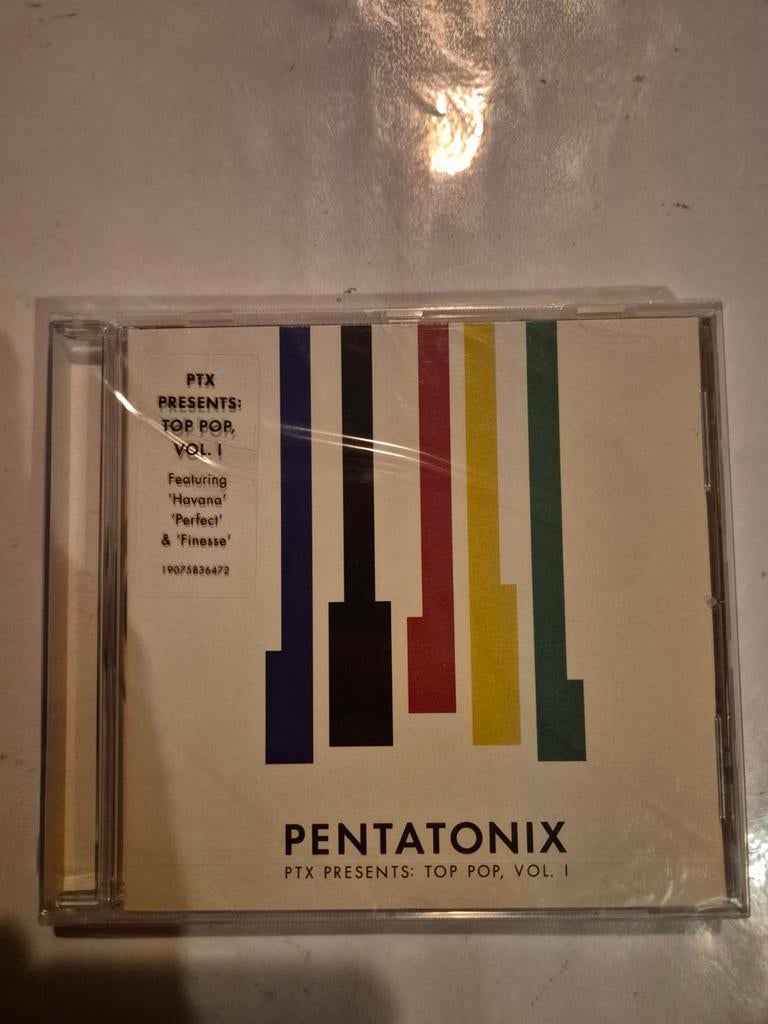 PTX
PRESENTS:
TOP POP,
VOL. I
Featuring
'Havana'
'Perfect'
& 'Finesse'
19075836472
PENTATONIX
PTX PRESENTS: TOP POP, VOL. I